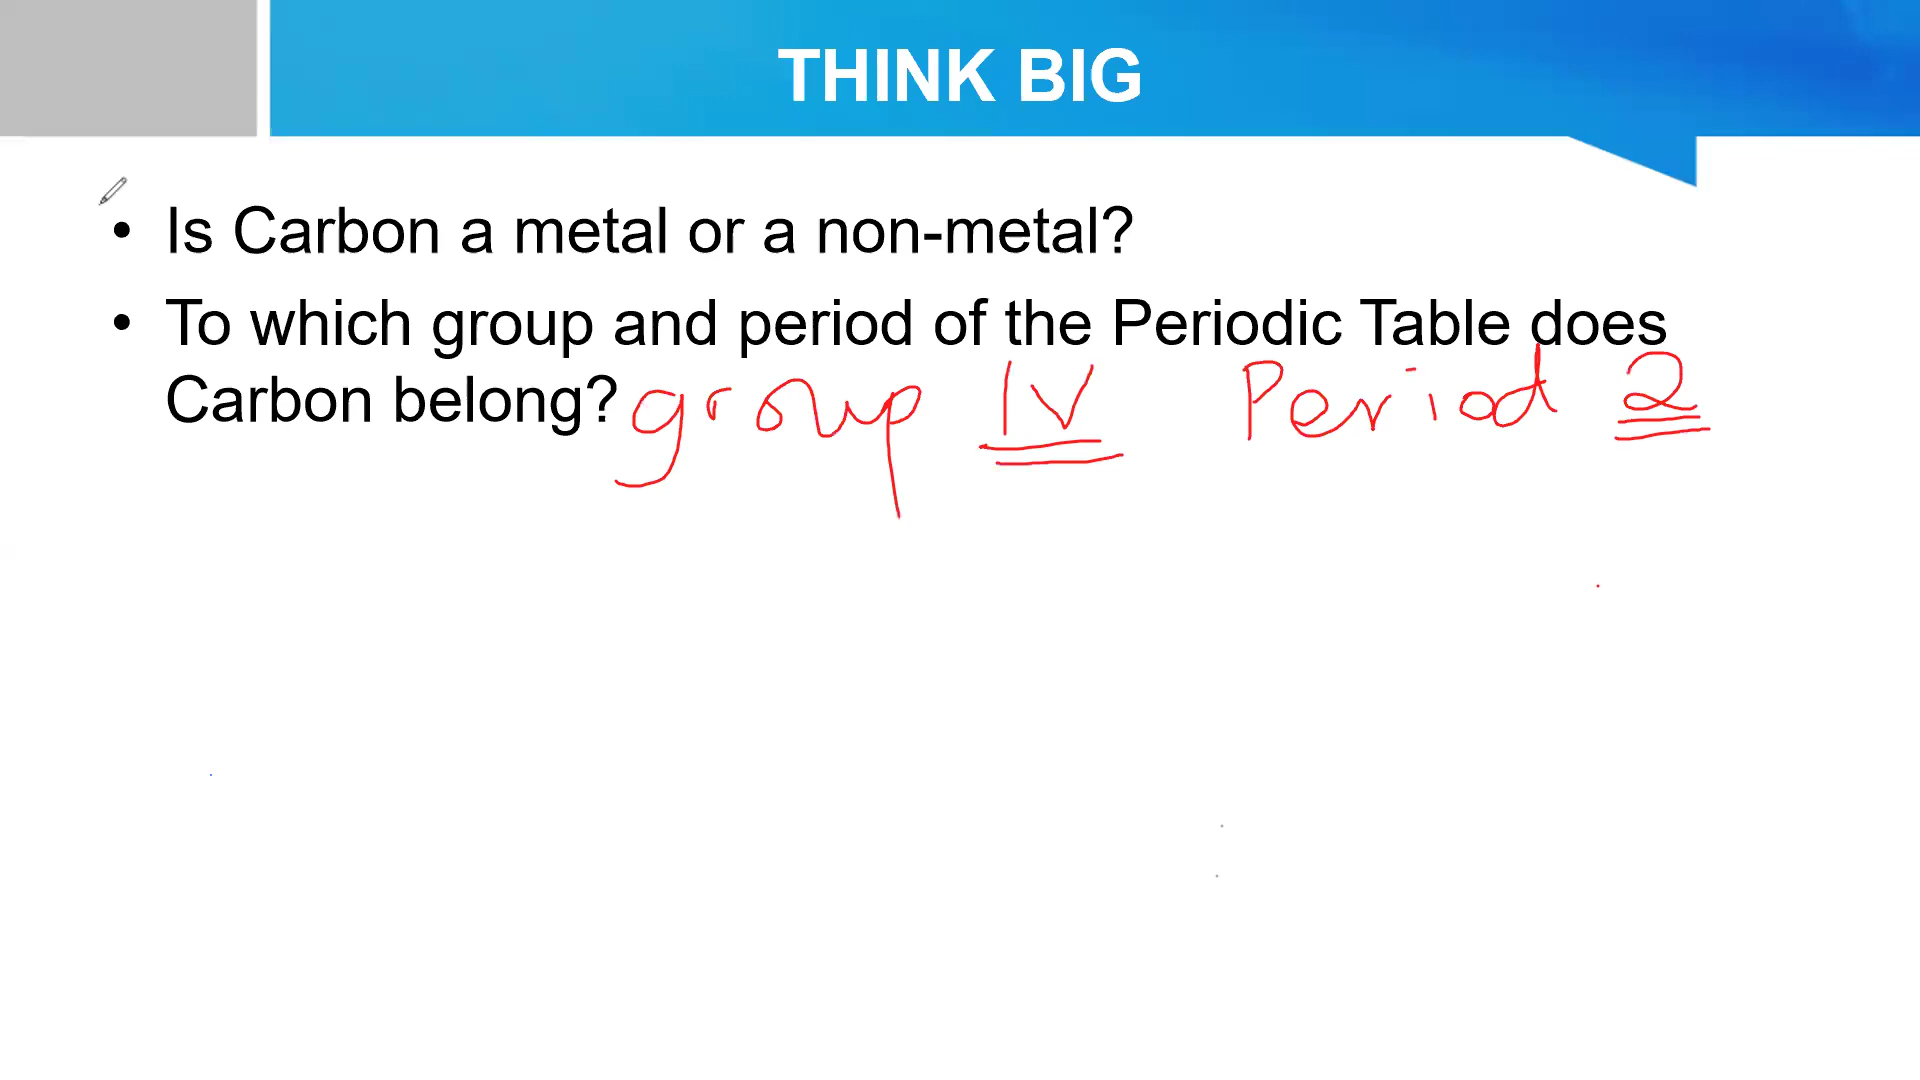 THINK BIG
• Is Carbon a metal or a non-metal?
• To which group and period of the Periodic Table does
Carbon belong? group IV Period 2